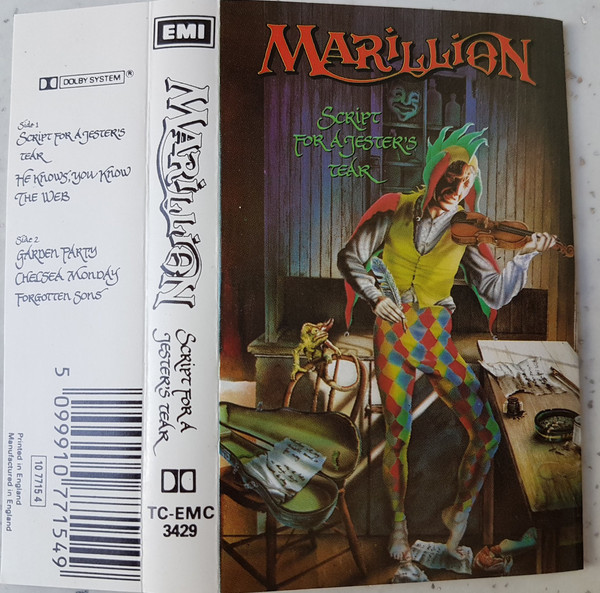 DOLBY SYSTEM®
Side 1
Script for a Jester's
Tear
He Knows, You Know
The Web
Side 2
Garden Party
Chelsea Monday
Forgotten Sons
5 099910 771549
10 7715 4
Printed in England
Manufactured in England
EMI
MARILLION
Script for a
Jester's Tear
TC-EMC
3429
MARILLION
Script
for a Jester's
Tear